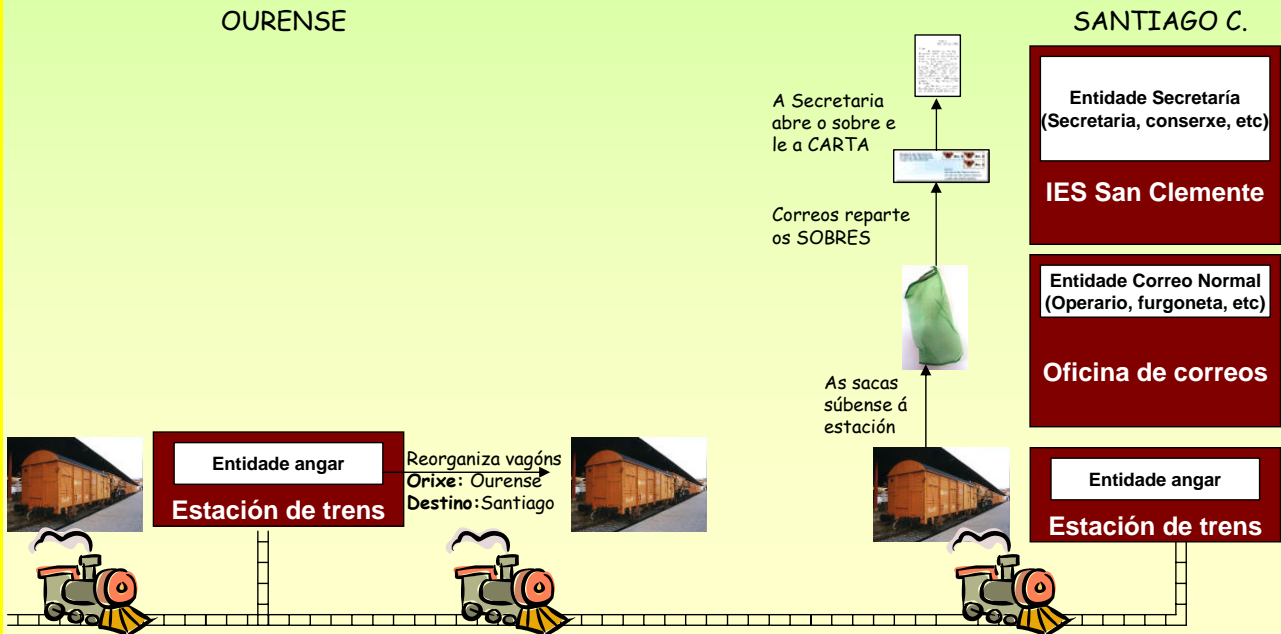 OURENSE
SANTIAGO C.
A Secretaria
abre o sobre e
le a CARTA
Entidade Secretaría
(Secretaria, conserxe, etc)
IES San Clemente
Correos reparte
os SOBRES
Entidade Correo Normal
(Operario, furgoneta, etc)
Oficina de correos
As sacas
súbense á
estación
Entidade angar
Estación de trens
Reorganiza vagóns
Orixe: Ourense
Destino:Santiago
Entidade angar
Estación de trens